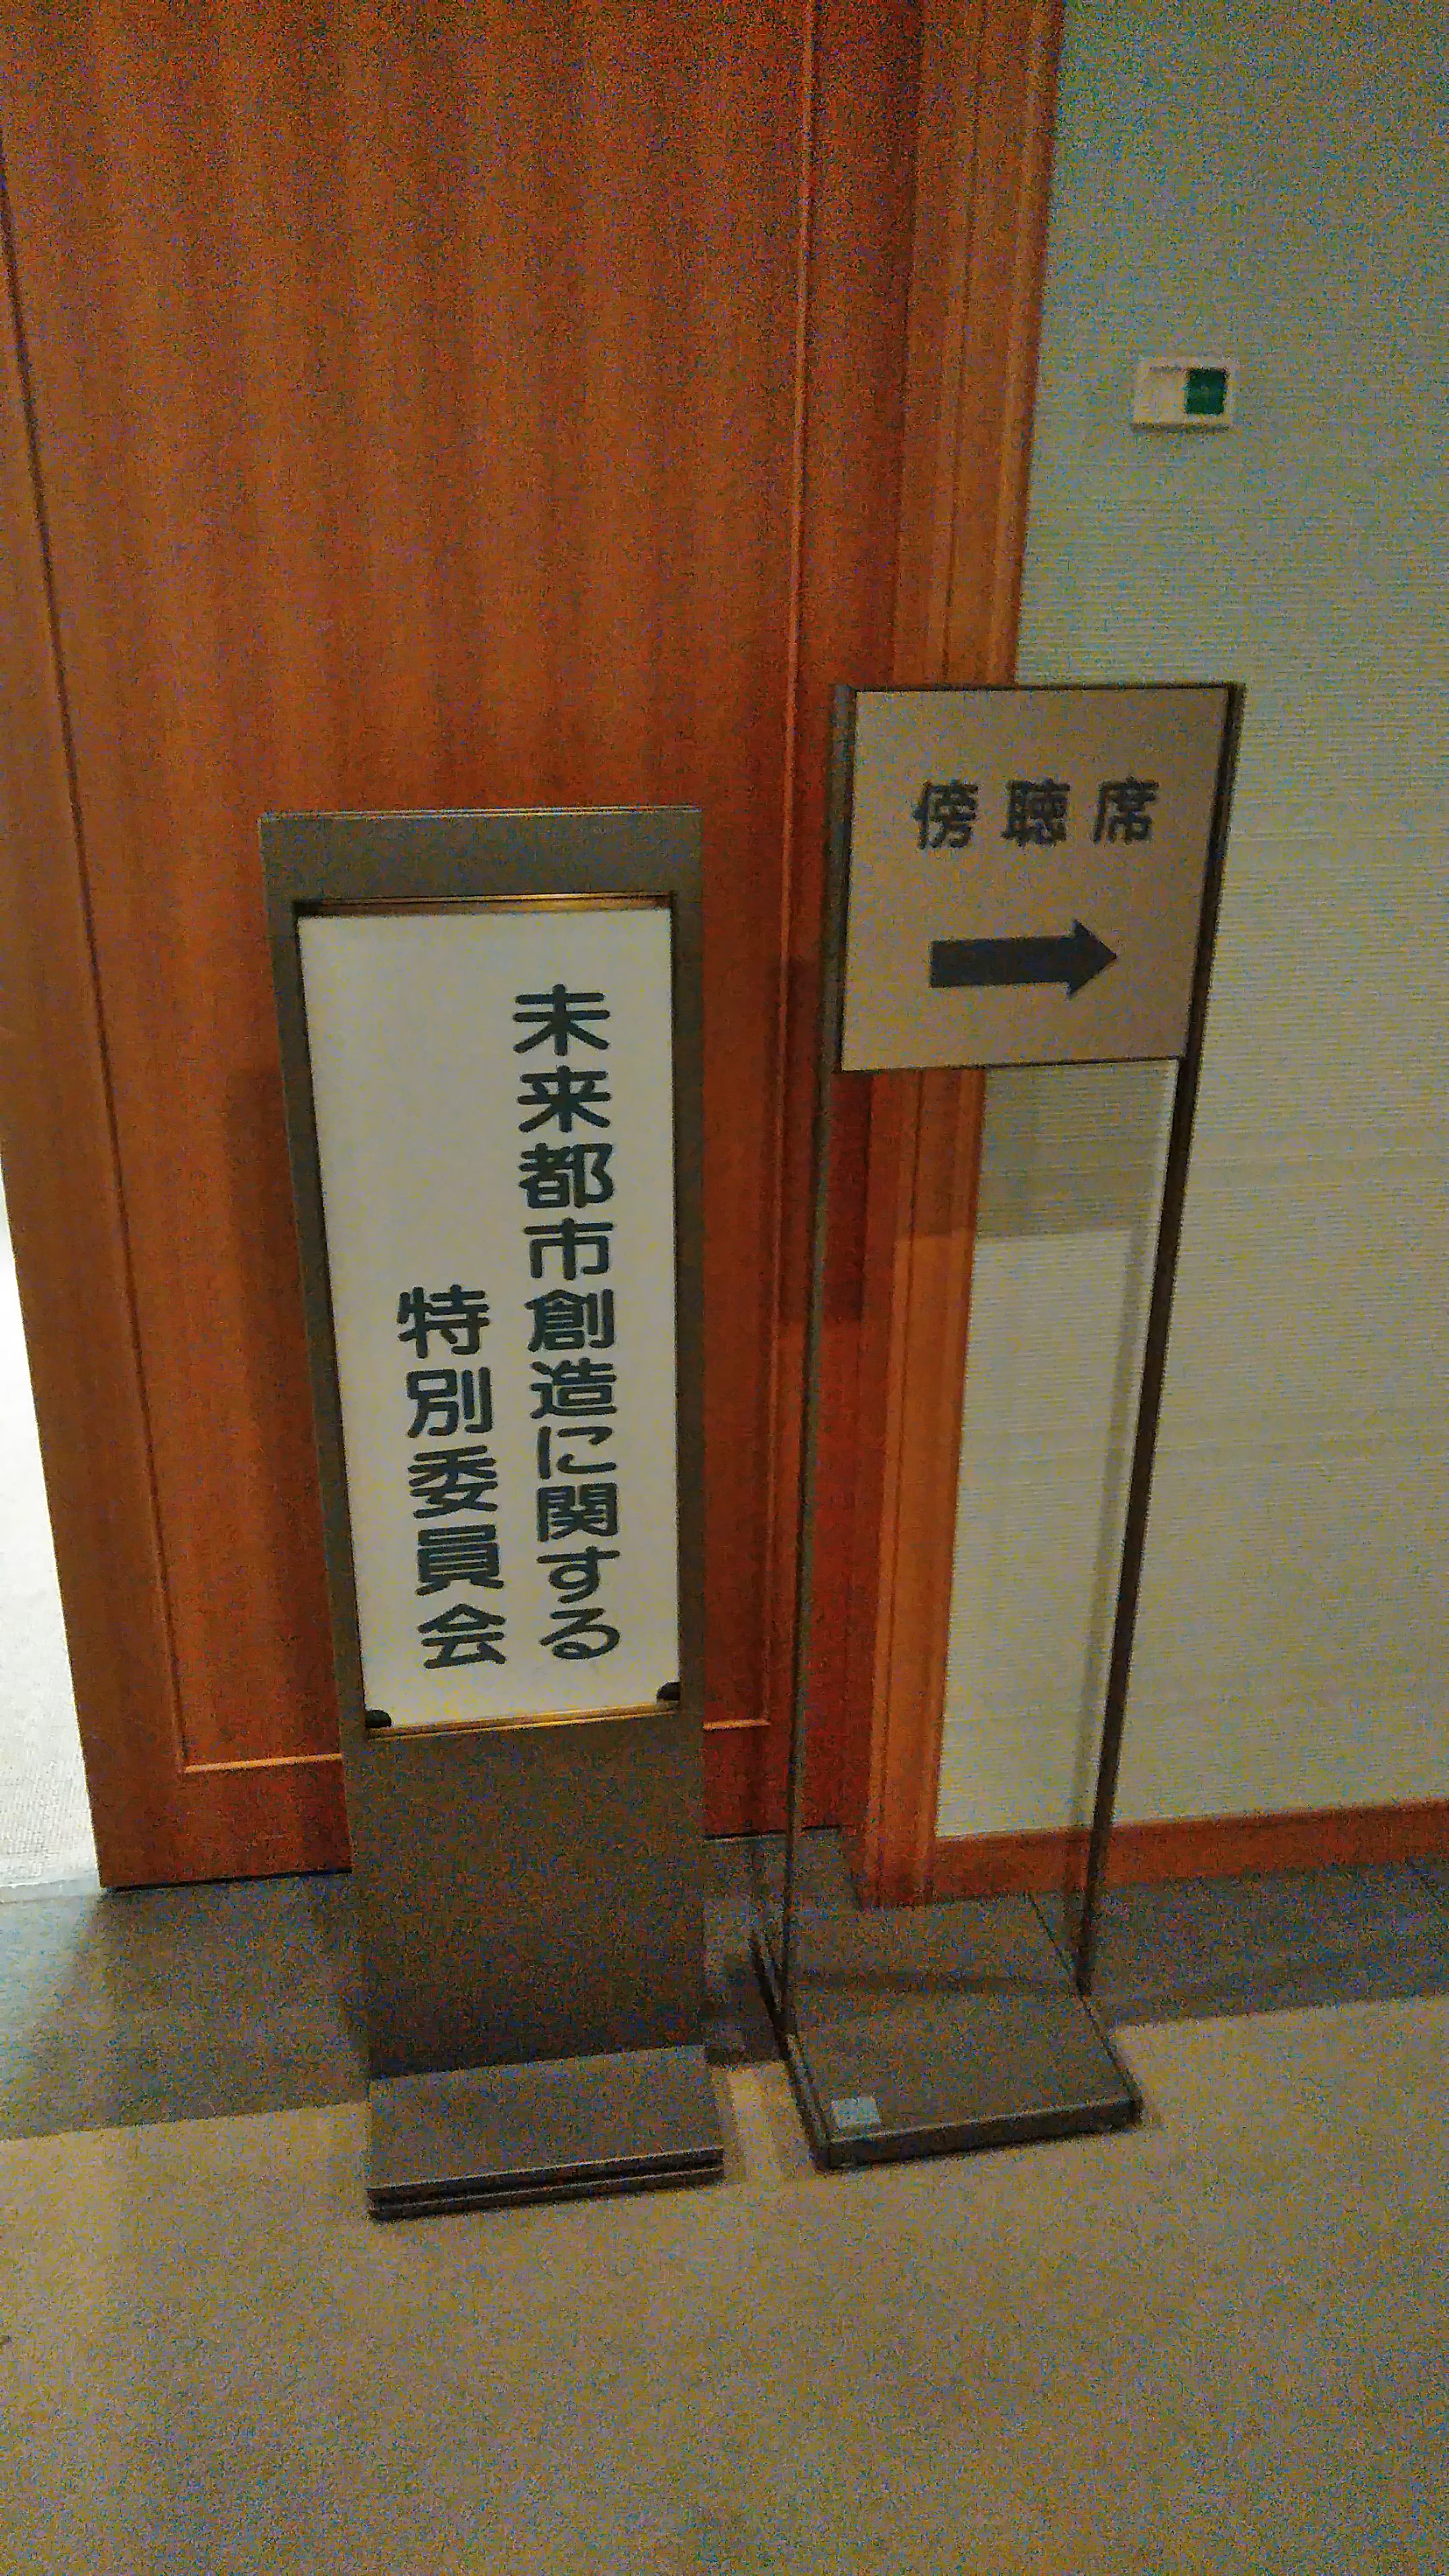 未来都市創造に関する
特別委員会
傍聴席